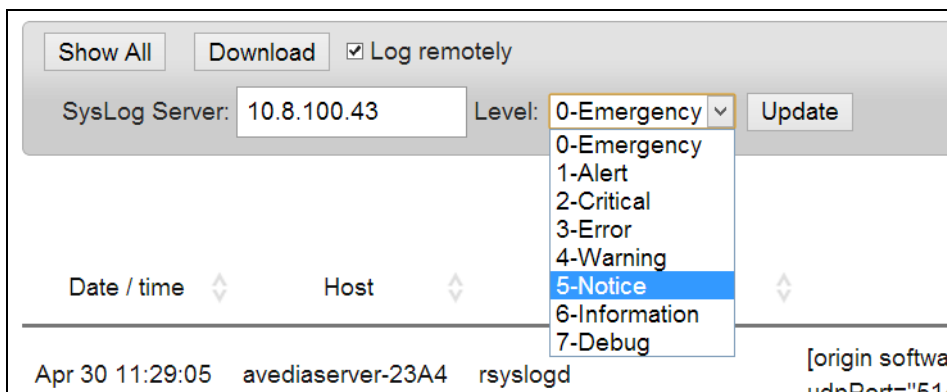 Show All Download Log remotely
SysLog Server: 10.8.100.43 Level: 0-Emergency Update
0-Emergency
1-Alert
2-Critical
3-Error
4-Warning
Date / time Host 5-Notice
6-Information
7-Debug
Apr 30 11:29:05 avediaserver-23A4 rsyslogd [origin softwa